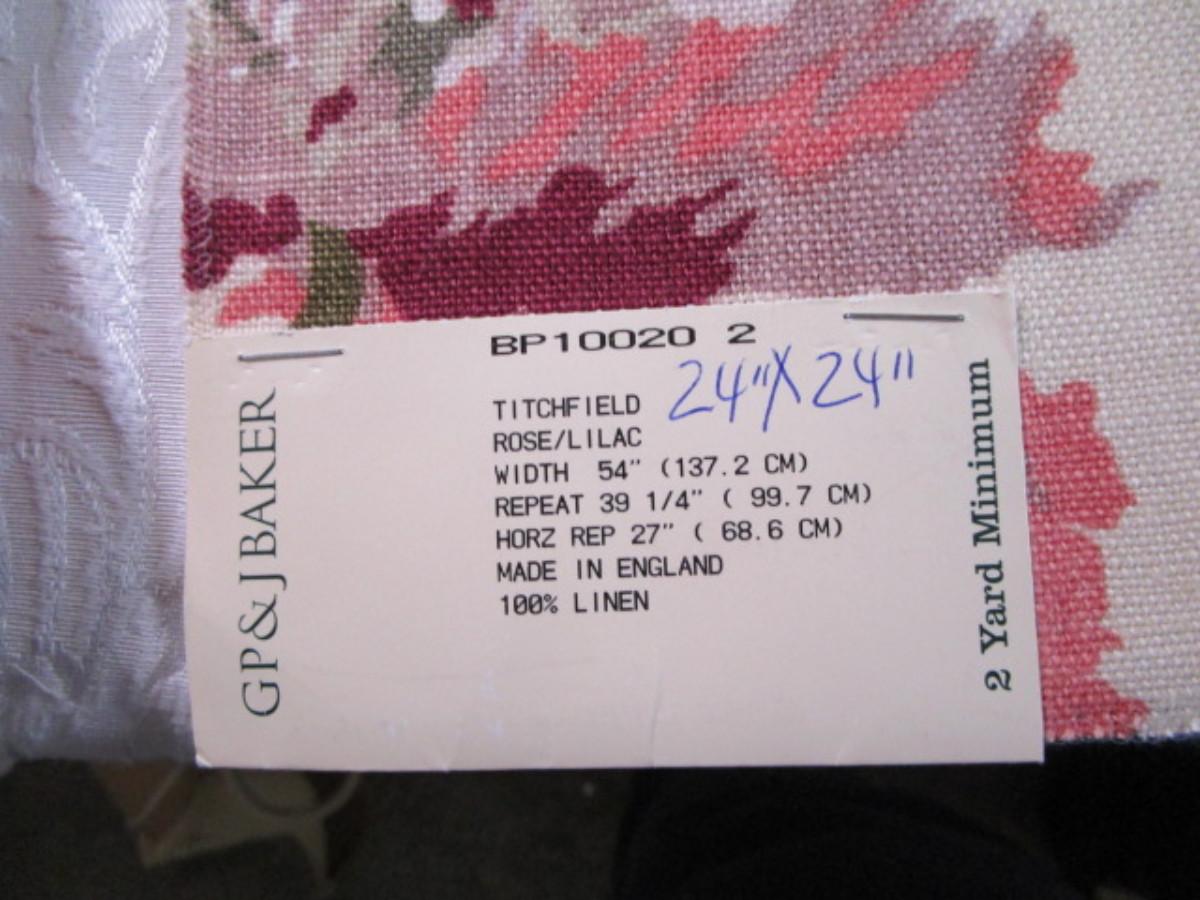 BP10020 2
24"X24"
TITCHFIELD
ROSE/LILAC
WIDTH 54" (137.2 CM)
REPEAT 39 1/4" ( 99.7 CM)
HORZ REP 27" ( 68.6 CM)
MADE IN ENGLAND
100% LINEN
GP&J BAKER
2 Yard Minimum